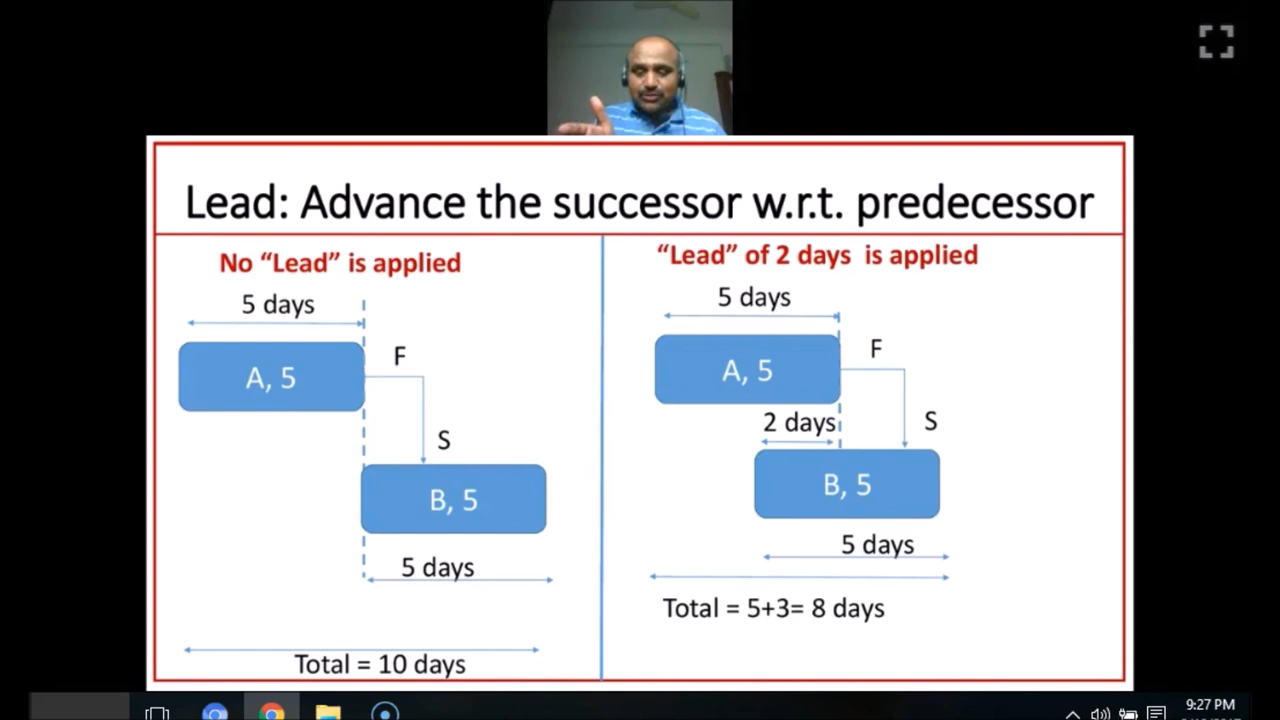 Lead: Advance the successor w.r.t. predecessor
No “Lead” is applied
5 days
A, 5
F
S
B, 5
5 days
Total = 10 days
“Lead” of 2 days is applied
5 days
A, 5
F
2 days
S
B, 5
5 days
Total = 5+3= 8 days
9:27 PM